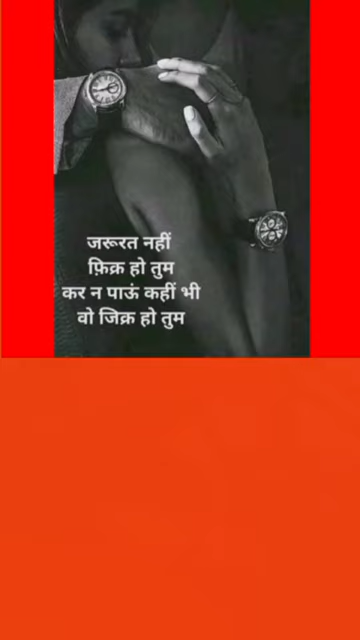 जरूरत नहीं
फ़िक्र हो तुम
कर न पाऊं कहीं भी
वो जिक्र हो तुम